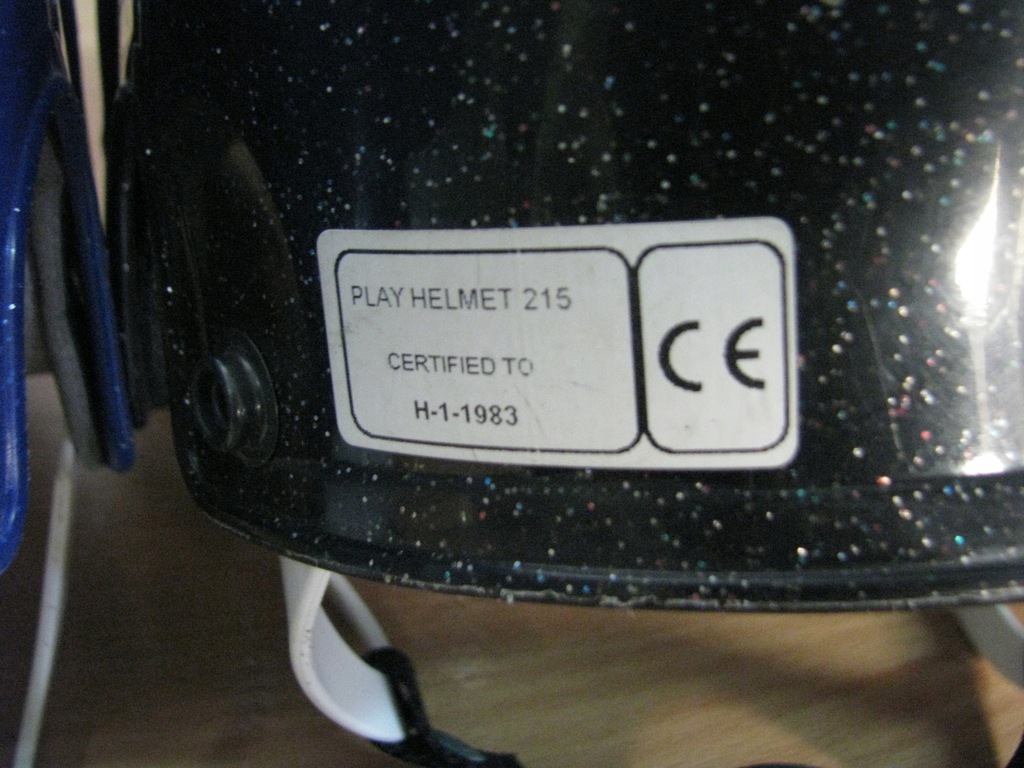 PLAY HELMET 215
CERTIFIED TO
H-1-1983
CE